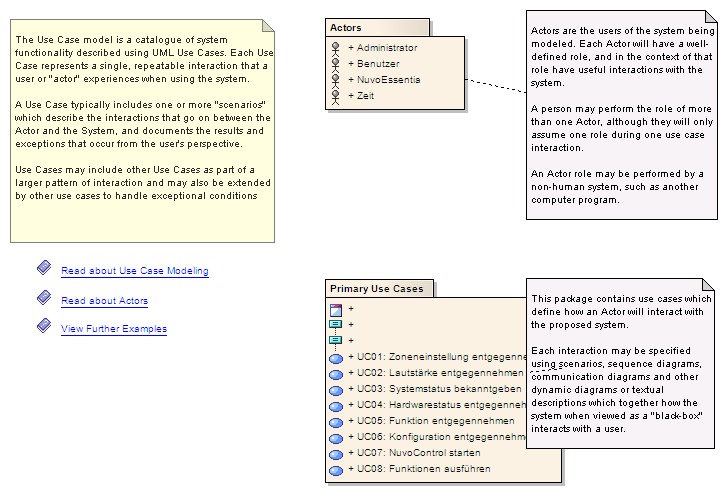 The Use Case model is a catalogue of system
functionality described using UML Use Cases. Each Use
Case represents a single, repeatable interaction that a
user or "actor" experiences when using the system.
A Use Case typically includes one or more "scenarios"
which describe the interactions that go on between the
Actor and the System, and documents the results and
exceptions that occur from the user's perspective.
Use Cases may include other Use Cases as part of a
larger pattern of interaction and may also be extended
by other use cases to handle exceptional conditions
Read about Use Case Modeling
Read about Actors
View Further Examples
Actors
+ Administrator
+ Benutzer
+ NuvoEssentia
+ Zeit
Actors are the users of the system being
modeled. Each Actor will have a well-
defined role, and in the context of that
role have useful interactions with the
system.
A person may perform the role of more
than one Actor, although they will only
assume one role during one use case
interaction.
An Actor role may be performed by a
non-human system, such as another
computer program.
Primary Use Cases
+
+
+
+ UC01: Zoneneinstellung entgegenne
+ UC02: Lautstärke entgegennehmen
+ UC03: Systemstatus bekanntgeben
+ UC04: Hardwarestatus entgegenneh
+ UC05: Funktion entgegennehmen
+ UC06: Konfiguration entgegennehm
+ UC07: NuvoControl starten
+ UC08: Funktionen ausführen
This package contains use cases which
define how an Actor will interact with
the proposed system.
Each interaction may be specified
using scenarios, sequence diagrams,
communication diagrams and other
dynamic diagrams or textual
descriptions which together how the
system when viewed as a "black-box"
interacts with a user.